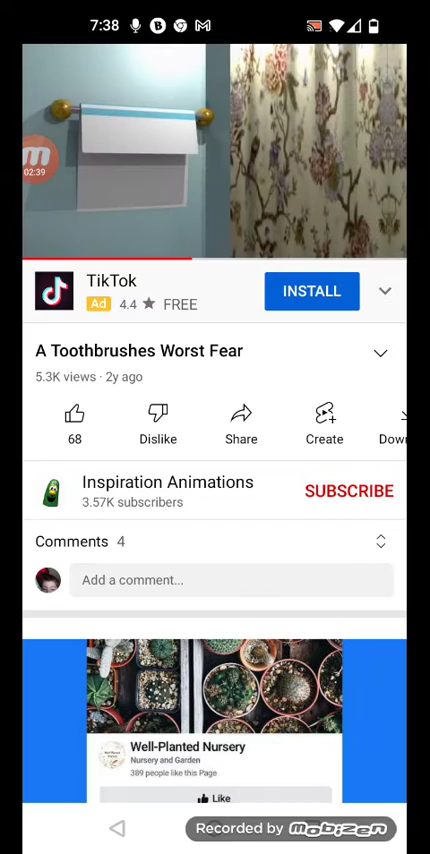 7:38
02:39
TikTok
INSTALL
Ad 4.4 ★ FREE
A Toothbrushes Worst Fear
5.3K views · 2y ago
68 Dislike Share Create Down
Inspiration Animations
3.57K subscribers
SUBSCRIBE
Comments 4
Add a comment...
Well-Planted Nursery
Nursery and Garden
389 people like this Page
Like
Recorded by mobizen